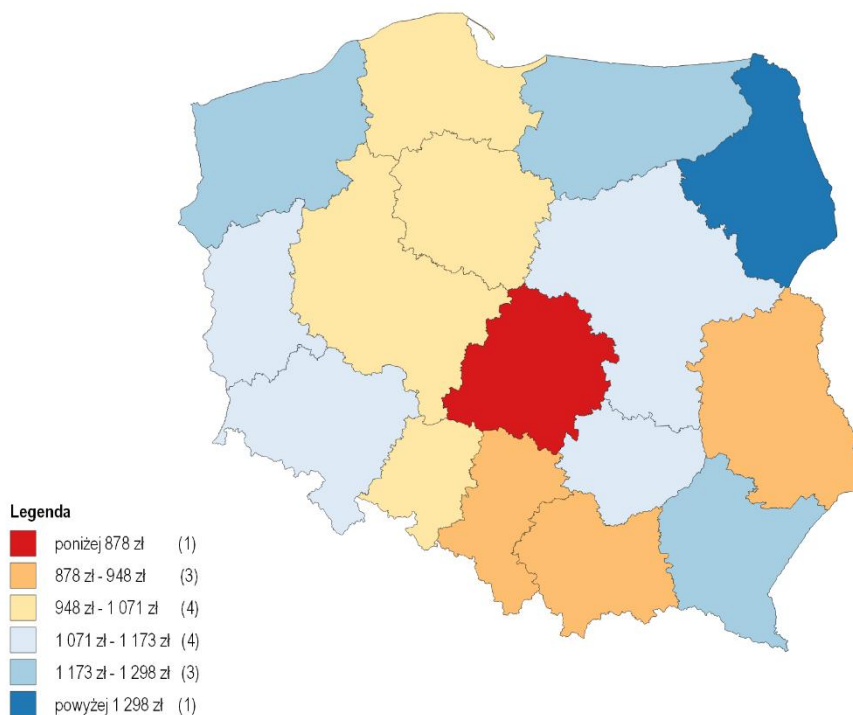 Legenda
poniżej 878 zł (1)
878 zł - 948 zł (3)
948 zł - 1 071 zł (4)
1 071 zł - 1 173 zł (4)
1 173 zł - 1 298 zł (3)
powyżej 1 298 zł (1)